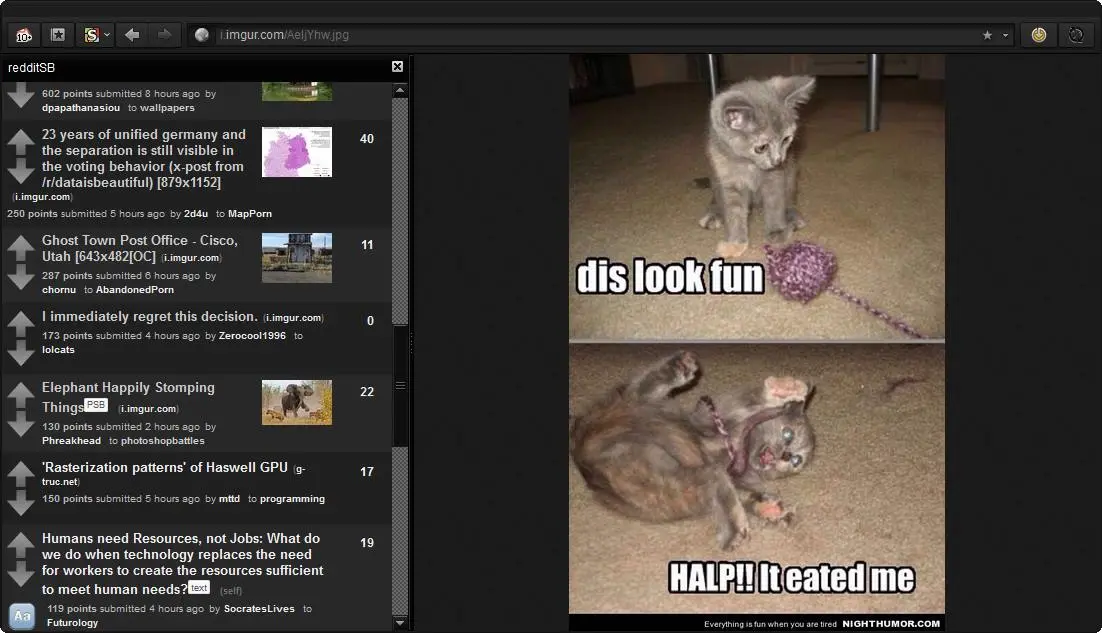 10+
i.imgur.com/AeIjYhw.jpg
redditSB
602 points submitted 8 hours ago by
dpapathanasiou to wallpapers
23 years of unified germany and
the separation is still visible in
the voting behavior (x-post from
/r/dataisbeautiful) [879x1152]
(i.imgur.com)
40
250 points submitted 5 hours ago by 2d4u to MapPorn
Ghost Town Post Office - Cisco,
Utah [643x482[OC] (i.imgur.com)
11
287 points submitted 6 hours ago by
chornu to AbandonedPorn
I immediately regret this decision. (i.imgur.com)
0
173 points submitted 4 hours ago by Zerocool1996 to
lolcats
Elephant Happily Stomping
Things PSB (i.imgur.com)
22
130 points submitted 2 hours ago by
Phreakhead to photoshopbattles
'Rasterization patterns' of Haswell GPU (g-
truc.net)
17
150 points submitted 5 hours ago by mttd to programming
Humans need Resources, not Jobs: What do
we do when technology replaces the need
for workers to create the resources sufficient
to meet human needs? text (self)
19
Aa
119 points submitted 4 hours ago by SocratesLives to
Futurology
dis look fun
HALP!! It eated me
Everything is fun when you are tired NIGHTHUMOR.COM